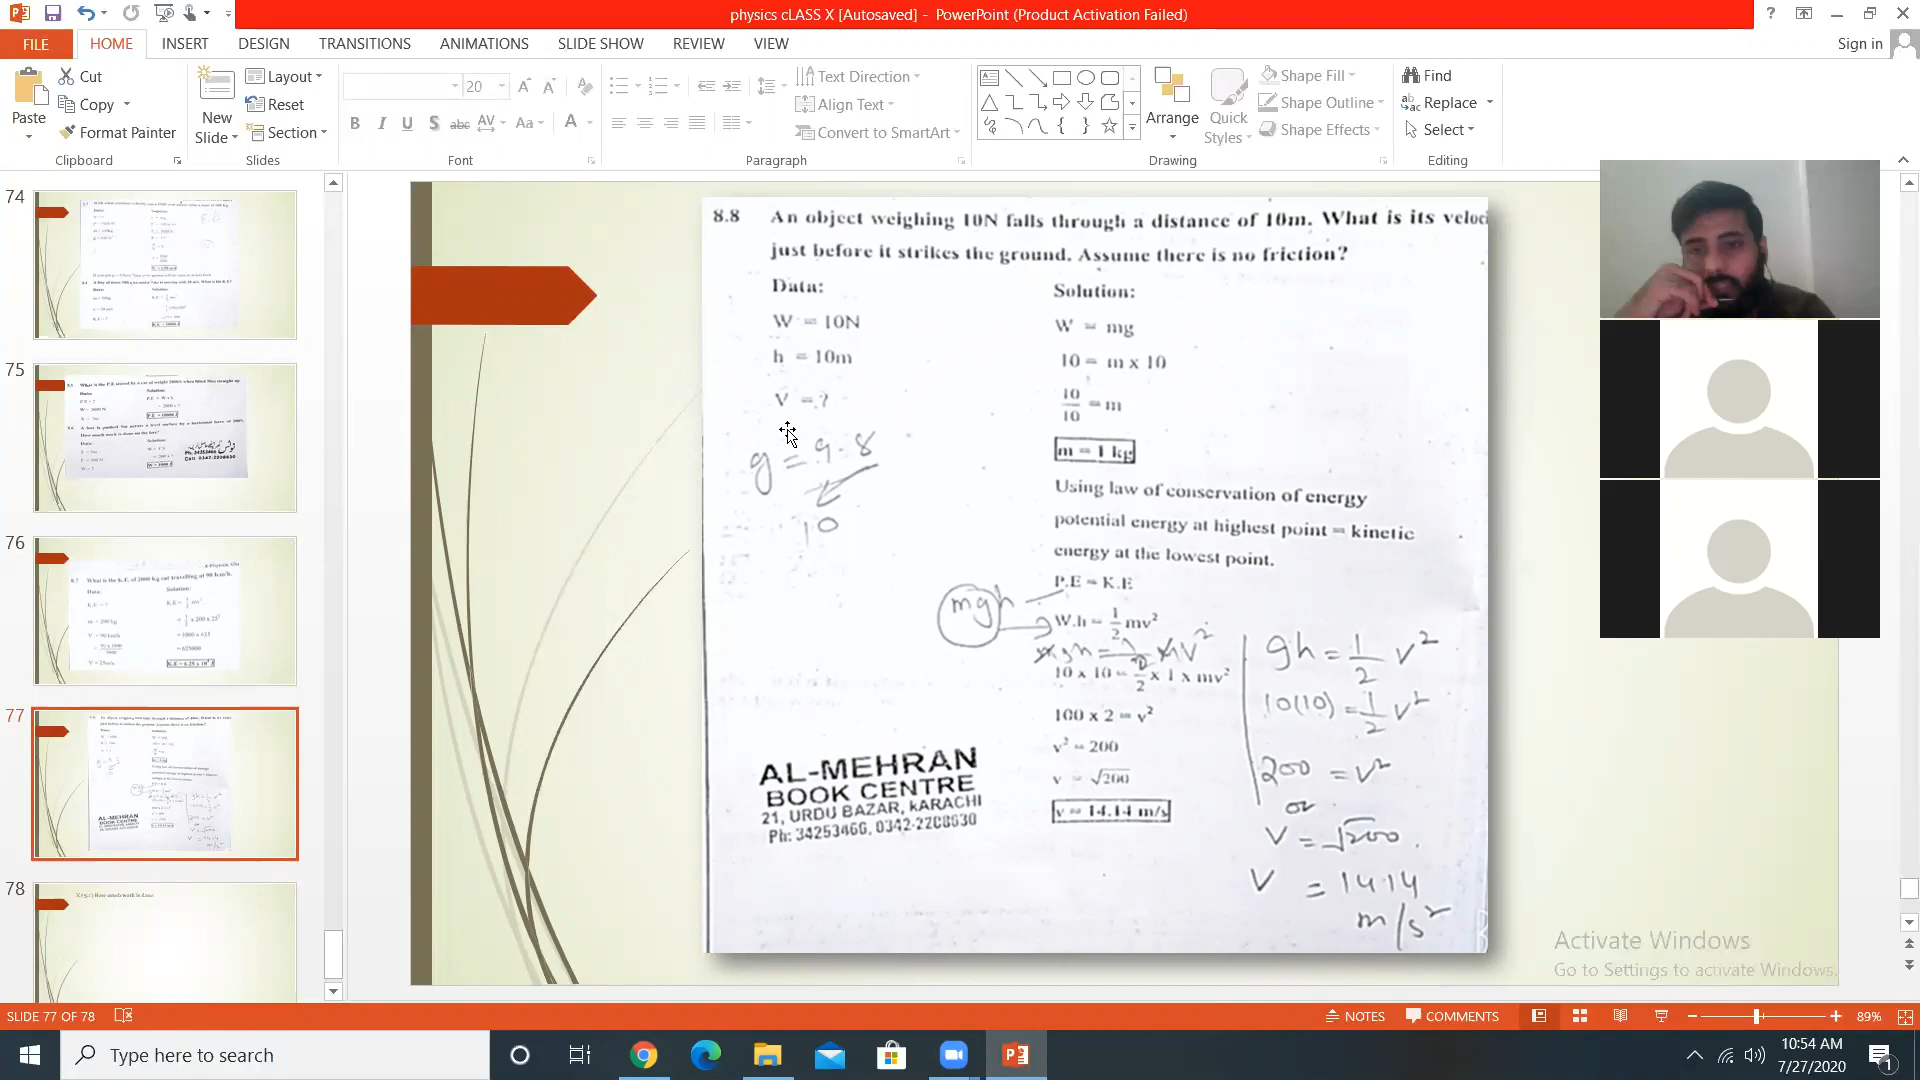 physics cLASS X [Autosaved] - PowerPoint (Product Activation Failed)
FILE HOME INSERT DESIGN TRANSITIONS ANIMATIONS SLIDE SHOW REVIEW VIEW
Sign in
Paste
Cut
Copy
Format Painter
Clipboard
New Slide
Layout
Reset
Section
Slides
20
Font
Text Direction
Align Text
Convert to SmartArt
Paragraph
Arrange
Quick Styles
Shape Fill
Shape Outline
Shape Effects
Drawing
Find
Replace
Select
Editing
74
75
76
77
78
8.8 An object weighing 10N falls through a distance of 10m. What is its veloci
just before it strikes the ground. Assume there is no friction?
Data:
W = 10N
h = 10m
V = ?
g = 9.8
10
Solution:
W = mg
10 = m x 10
10/10 = m
m = 1 kg
Using law of conservation of energy
potential energy at highest point = kinetic
energy at the lowest point.
P.E = K.E
mgh
W.h = 1/2 mv²
mgh = 1/2 mv²
10 x 10 = 1/2 x 1 x mv²
100 x 2 = v²
v² = 200
v = √200
v = 14.14 m/s
gh = 1/2 v²
10(10) = 1/2 v²
200 = v²
or
V = √200.
V = 14.14
m/s²
AL-MEHRAN
BOOK CENTRE
21, URDU BAZAR, KARACHI
Ph: 34253466, 0342-2208630
Activate Windows
Go to Settings to activate Windows.
SLIDE 77 OF 78
NOTES COMMENTS 89%
Type here to search
10:54 AM
7/27/2020
1